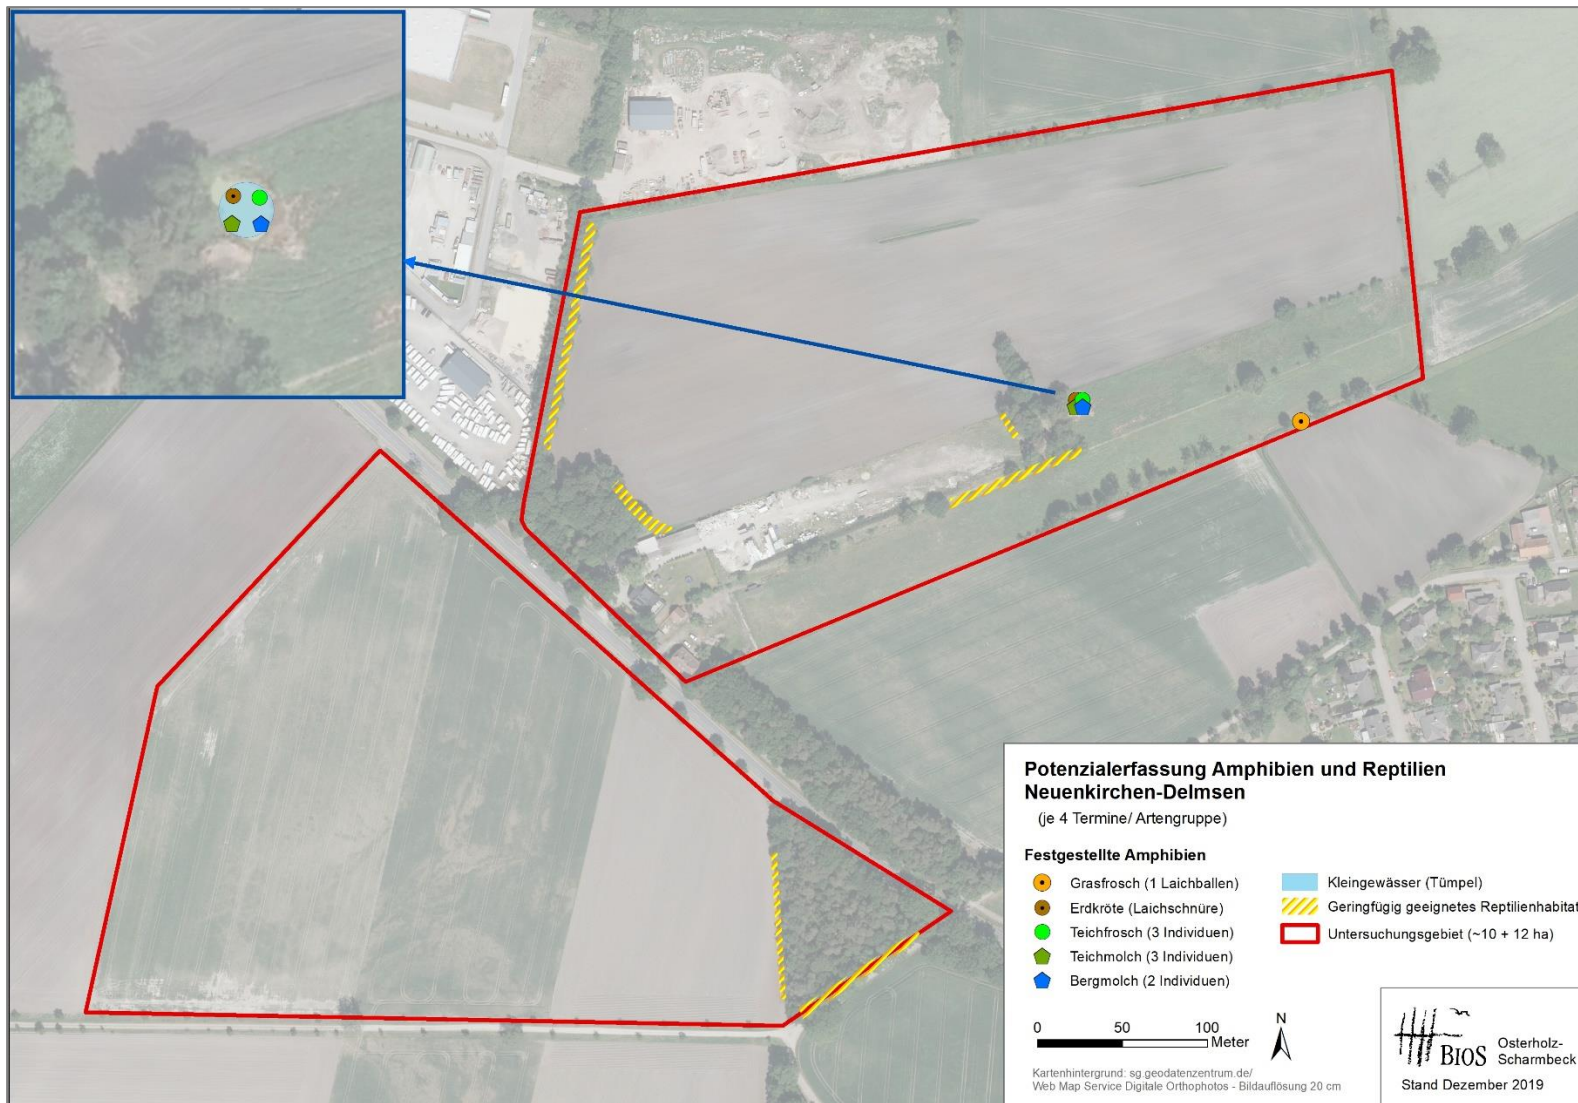 Potenzialerfassung Amphibien und Reptilien
Neuenkirchen-Delmsen
(je 4 Termine/ Artengruppe)
Festgestellte Amphibien
Grasfrosch (1 Laichballen)
Erdkröte (Laichschnüre)
Teichfrosch (3 Individuen)
Teichmolch (3 Individuen)
Bergmolch (2 Individuen)
Kleingewässer (Tümpel)
Geringfügig geeignetes Reptilienhabitat
Untersuchungsgebiet (~10 + 12 ha)
0 50 100
Meter
N
Kartenhintergrund: sg.geodatenzentrum.de/
Web Map Service Digitale Orthophotos - Bildauflösung 20 cm
BIOS
Osterholz-
Scharmbeck
Stand Dezember 2019